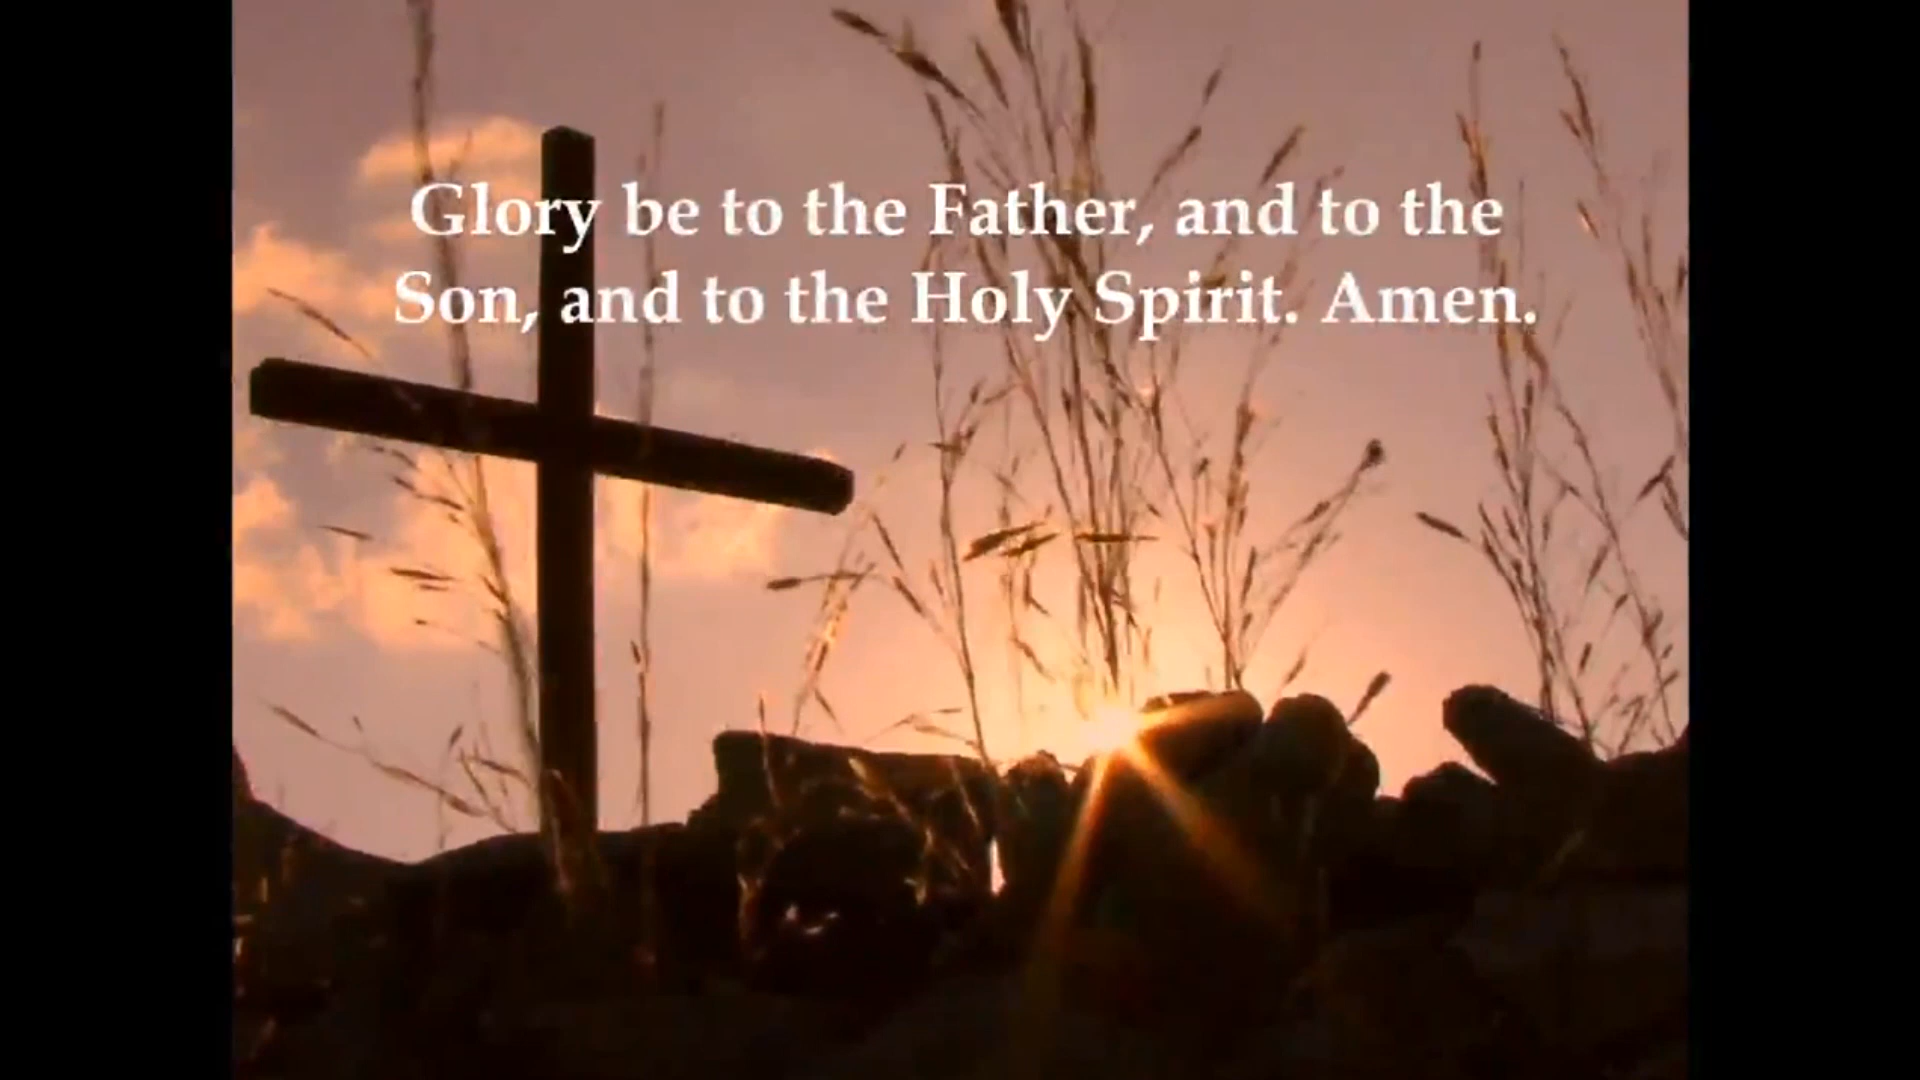 Glory be to the Father, and to the
Son, and to the Holy Spirit. Amen.